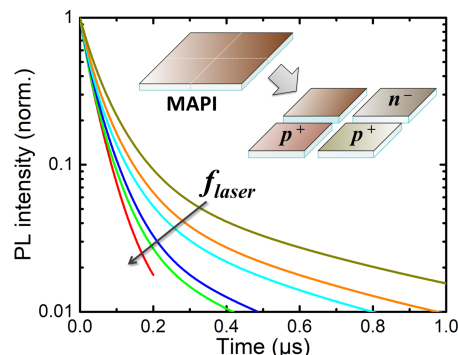 1
0.1
0.01
PL intensity (norm.)
MAPI
n⁻
p⁺
p⁺
f_laser
0.0
0.2
0.4
0.6
0.8
1.0
Time (μs)